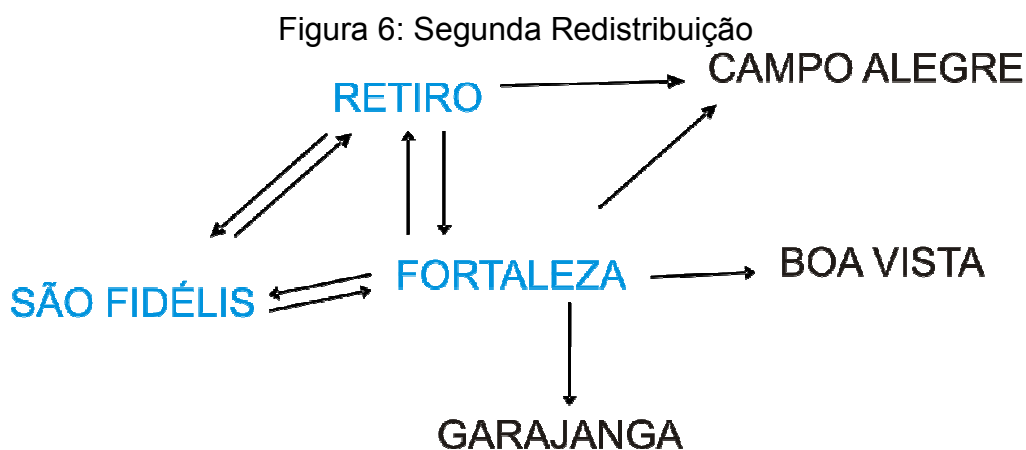 Figura 6: Segunda Redistribuição
CAMPO ALEGRE
RETIRO
BOA VISTA
FORTALEZA
SÃO FIDÉLIS
GARAJANGA